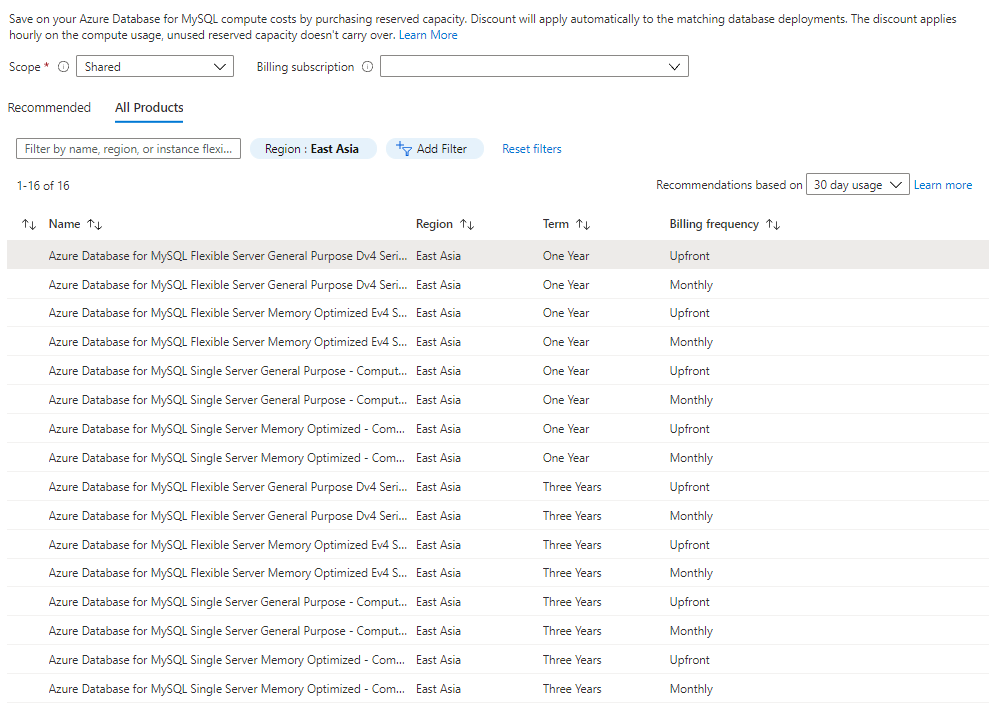 Save on your Azure Database for MySQL compute costs by purchasing reserved capacity. Discount will apply automatically to the matching database deployments. The discount applies
hourly on the compute usage, unused reserved capacity doesn't carry over. Learn More
Scope * Shared Billing subscription
Recommended All Products
Filter by name, region, or instance flexi... Region : East Asia Add Filter Reset filters
1-16 of 16 Recommendations based on 30 day usage Learn more
Name Region Term Billing frequency
Azure Database for MySQL Flexible Server General Purpose Dv4 Seri... East Asia One Year Upfront
Azure Database for MySQL Flexible Server General Purpose Dv4 Seri... East Asia One Year Monthly
Azure Database for MySQL Flexible Server Memory Optimized Ev4 S... East Asia One Year Upfront
Azure Database for MySQL Flexible Server Memory Optimized Ev4 S... East Asia One Year Monthly
Azure Database for MySQL Single Server General Purpose - Comput... East Asia One Year Upfront
Azure Database for MySQL Single Server General Purpose - Comput... East Asia One Year Monthly
Azure Database for MySQL Single Server Memory Optimized - Com... East Asia One Year Upfront
Azure Database for MySQL Single Server Memory Optimized - Com... East Asia One Year Monthly
Azure Database for MySQL Flexible Server General Purpose Dv4 Seri... East Asia Three Years Upfront
Azure Database for MySQL Flexible Server General Purpose Dv4 Seri... East Asia Three Years Monthly
Azure Database for MySQL Flexible Server Memory Optimized Ev4 S... East Asia Three Years Upfront
Azure Database for MySQL Flexible Server Memory Optimized Ev4 S... East Asia Three Years Monthly
Azure Database for MySQL Single Server General Purpose - Comput... East Asia Three Years Upfront
Azure Database for MySQL Single Server General Purpose - Comput... East Asia Three Years Monthly
Azure Database for MySQL Single Server Memory Optimized - Com... East Asia Three Years Upfront
Azure Database for MySQL Single Server Memory Optimized - Com... East Asia Three Years Monthly